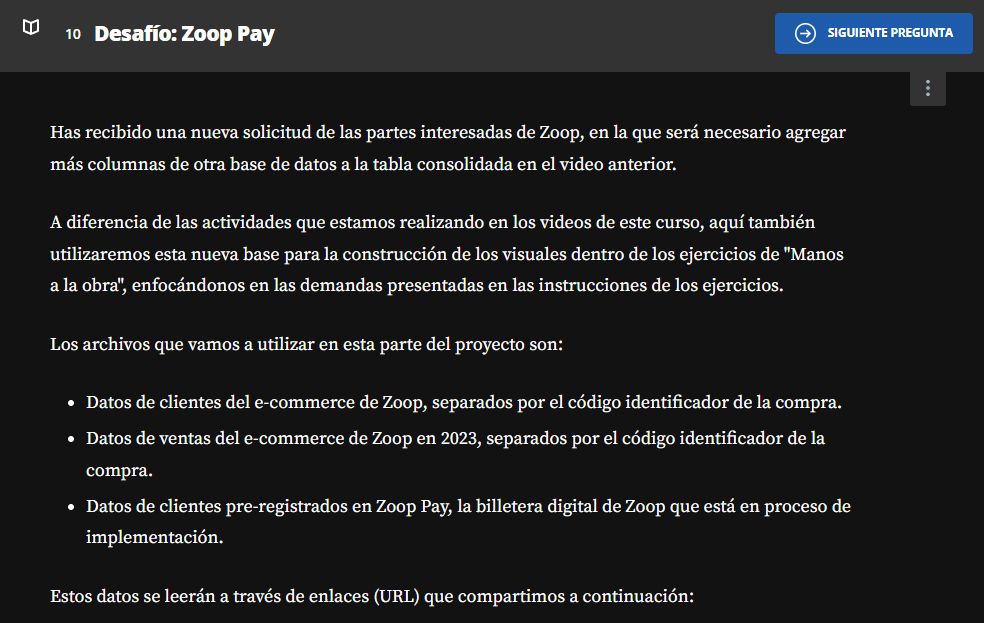 10 Desafío: Zoop Pay
SIGUIENTE PREGUNTA
Has recibido una nueva solicitud de las partes interesadas de Zoop, en la que será necesario agregar
más columnas de otra base de datos a la tabla consolidada en el video anterior.
A diferencia de las actividades que estamos realizando en los videos de este curso, aquí también
utilizaremos esta nueva base para la construcción de los visuales dentro de los ejercicios de "Manos
a la obra", enfocándonos en las demandas presentadas en las instrucciones de los ejercicios.
Los archivos que vamos a utilizar en esta parte del proyecto son:
• Datos de clientes del e-commerce de Zoop, separados por el código identificador de la compra.
• Datos de ventas del e-commerce de Zoop en 2023, separados por el código identificador de la
compra.
• Datos de clientes pre-registrados en Zoop Pay, la billetera digital de Zoop que está en proceso de
implementación.
Estos datos se leerán a través de enlaces (URL) que compartimos a continuación: